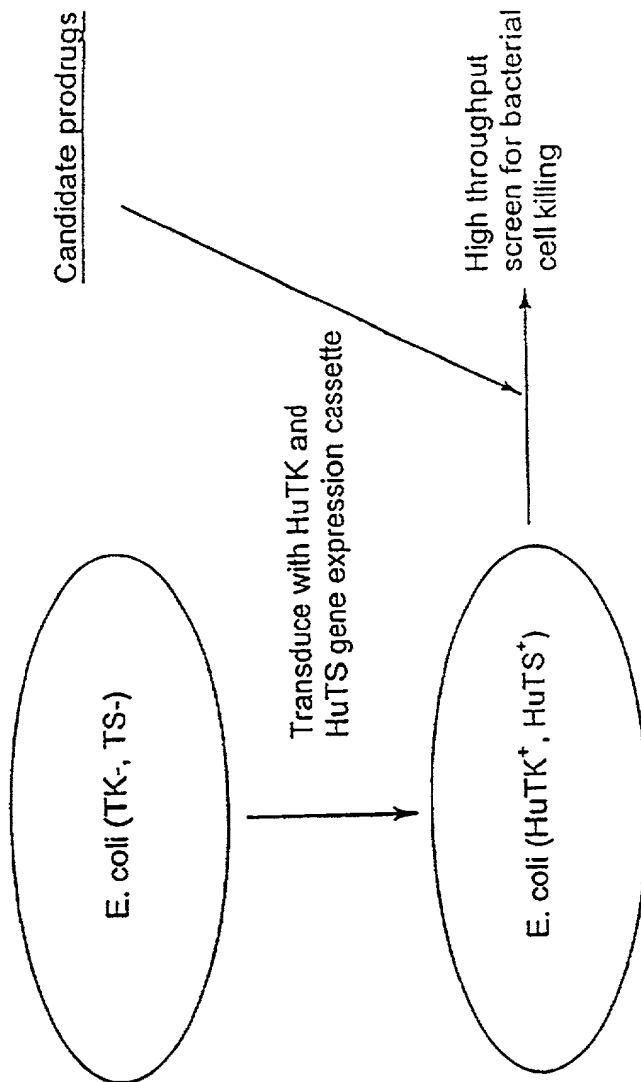 E. coli (TK-, TS-)
Candidate prodrugs
Transduce with HuTK and
HuTS gene expression cassette
E. coli (HuTK⁺, HuTS⁺)
High throughput
screen for bacterial
cell killing